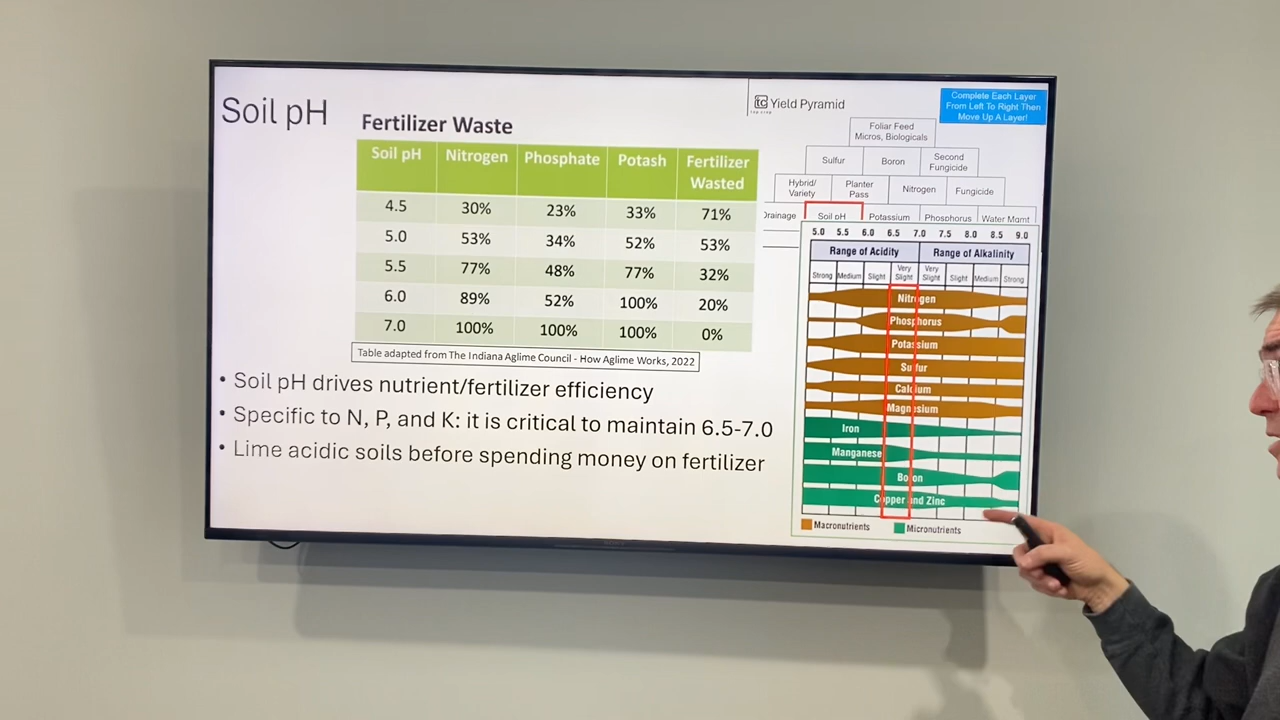 Soil pH
Fertilizer Waste
Soil pH Nitrogen Phosphate Potash Fertilizer Wasted
4.5 30% 23% 33% 71%
5.0 53% 34% 52% 53%
5.5 77% 48% 77% 32%
6.0 89% 52% 100% 20%
7.0 100% 100% 100% 0%
Table adapted from The Indiana Aglime Council - How Aglime Works, 2022
• Soil pH drives nutrient/fertilizer efficiency
• Specific to N, P, and K: it is critical to maintain 6.5-7.0
• Lime acidic soils before spending money on fertilizer
tc Yield Pyramid
Complete Each Layer
From Left To Right Then
Move Up A Layer!
Foliar Feed
Micros, Biologicals
Sulfur Boron Second Fungicide
Hybrid/ Variety Planter Pass Nitrogen Fungicide
Drainage Soil pH Potassium Phosphorus Water Mgmt
5.0 5.5 6.0 6.5 7.0 7.5 8.0 8.5 9.0
Range of Acidity Range of Alkalinity
Strong Medium Slight Very Slight Very Slight Slight Medium Strong
Nitrogen
Phosphorus
Potassium
Sulfur
Calcium
Magnesium
Iron
Manganese
Boron
Copper and Zinc
Macronutrients Micronutrients